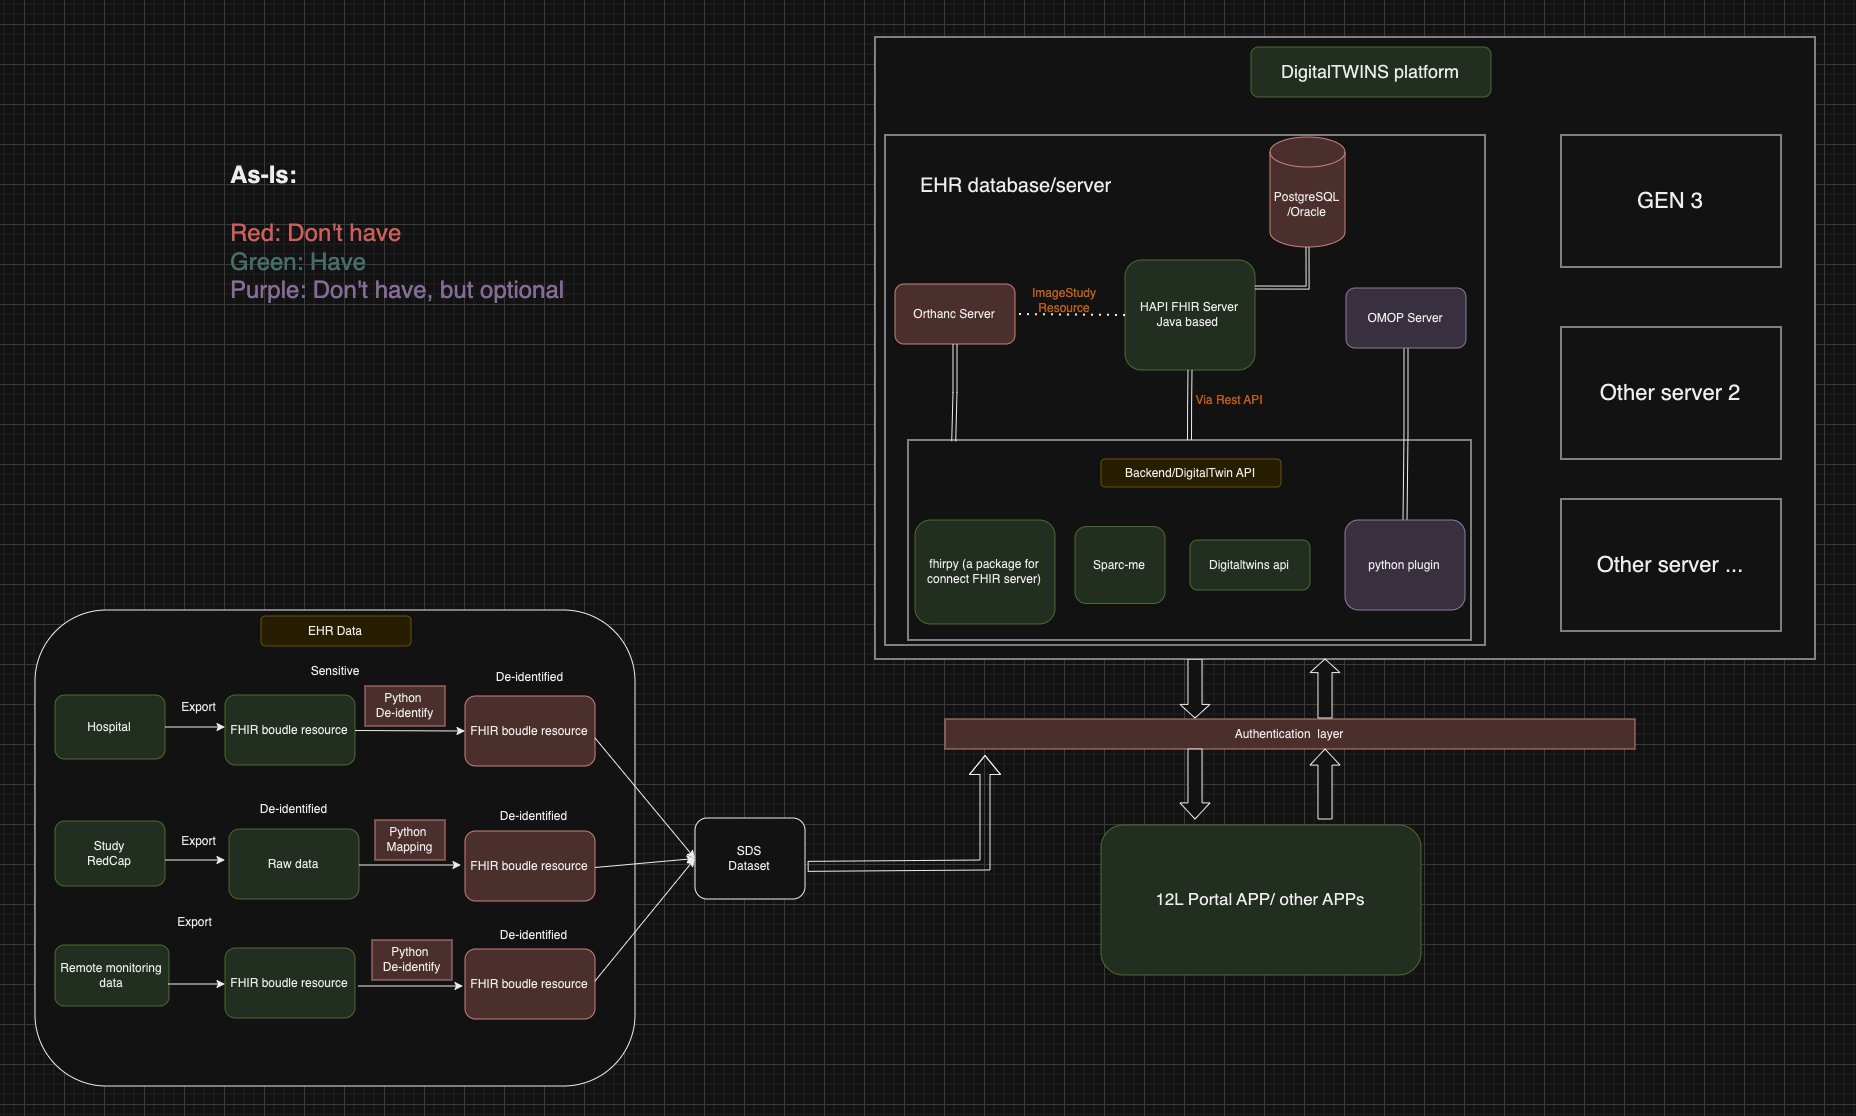 DigitalTWINS platform
As-Is:
Red: Don't have
Green: Have
Purple: Don't have, but optional
EHR database/server
PostgreSQL
/Oracle
Orthanc Server
ImageStudy
Resource
HAPI FHIR Server
Java based
OMOP Server
Via Rest API
Backend/DigitalTwin API
fhirpy (a package for
connect FHIR server)
Sparc-me
Digitaltwins api
python plugin
GEN 3
Other server 2
Other server ...
EHR Data
Sensitive
De-identified
Hospital
Export
FHIR boudle resource
Python
De-identify
FHIR boudle resource
De-identified
De-identified
Study
RedCap
Export
Raw data
Python
Mapping
FHIR boudle resource
Export
De-identified
Remote monitoring
data
FHIR boudle resource
Python
De-identify
FHIR boudle resource
SDS
Dataset
Authentication layer
12L Portal APP/ other APPs